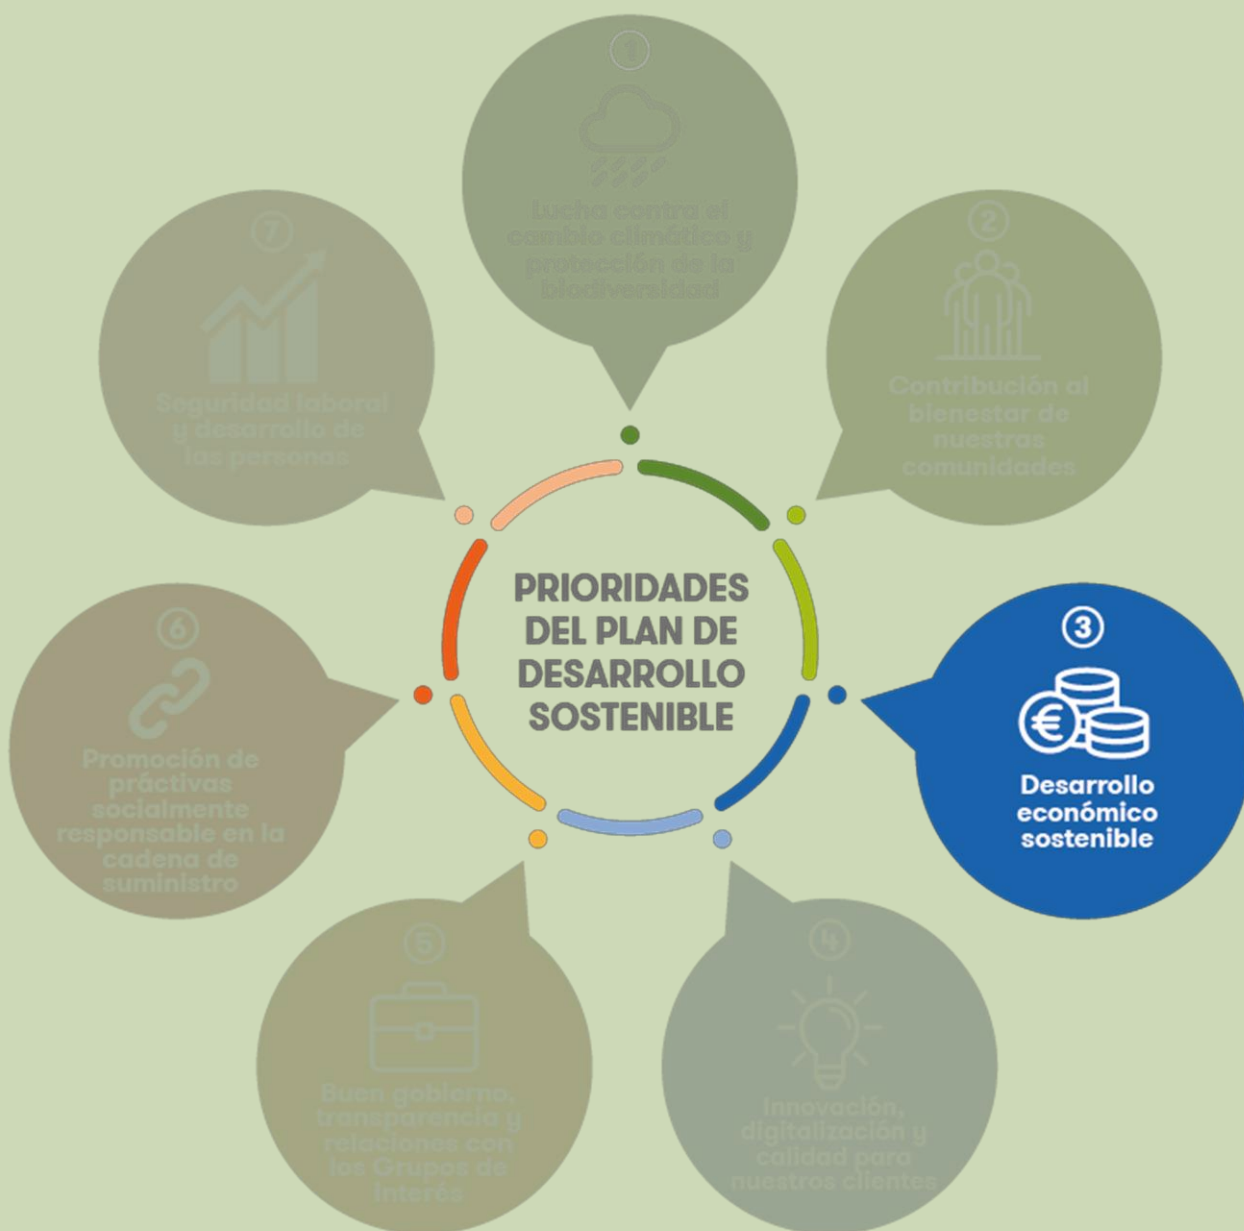 PRIORIDADES
DEL PLAN DE
DESARROLLO
SOSTENIBLE
1
Lucha contra el
cambio climático y
protección de la
biodiversidad
2
Contribución al
bienestar de
nuestras
comunidades
3
€
Desarrollo
económico
sostenible
4
Innovación,
digitalización y
calidad para
nuestros clientes
5
Buen gobierno,
transparencia y
relaciones con
los Grupos de
Interés
6
Promoción de
práctivas
socialmente
responsable en la
cadena de
suministro
7
Seguridad laboral
y desarrollo de
las personas